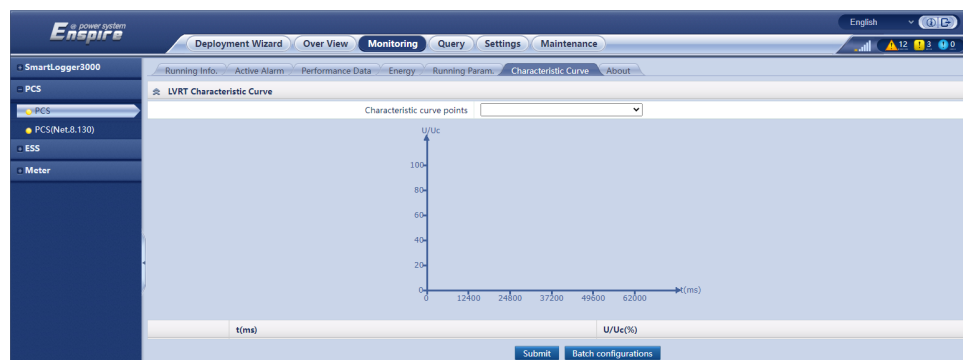 Enspire e power system
English
Deployment Wizard Over View Monitoring Query Settings Maintenance
12 3 0
SmartLogger3000
Running Info. Active Alarm Performance Data Energy Running Param. Characteristic Curve About
PCS
LVRT Characteristic Curve
PCS
Characteristic curve points
PCS(Net.8.130)
ESS
Meter
U/Uc
100
80
60
40
20
0
0 12400 24800 37200 49600 62000 t(ms)
t(ms) U/Uc(%)
Submit Batch configurations